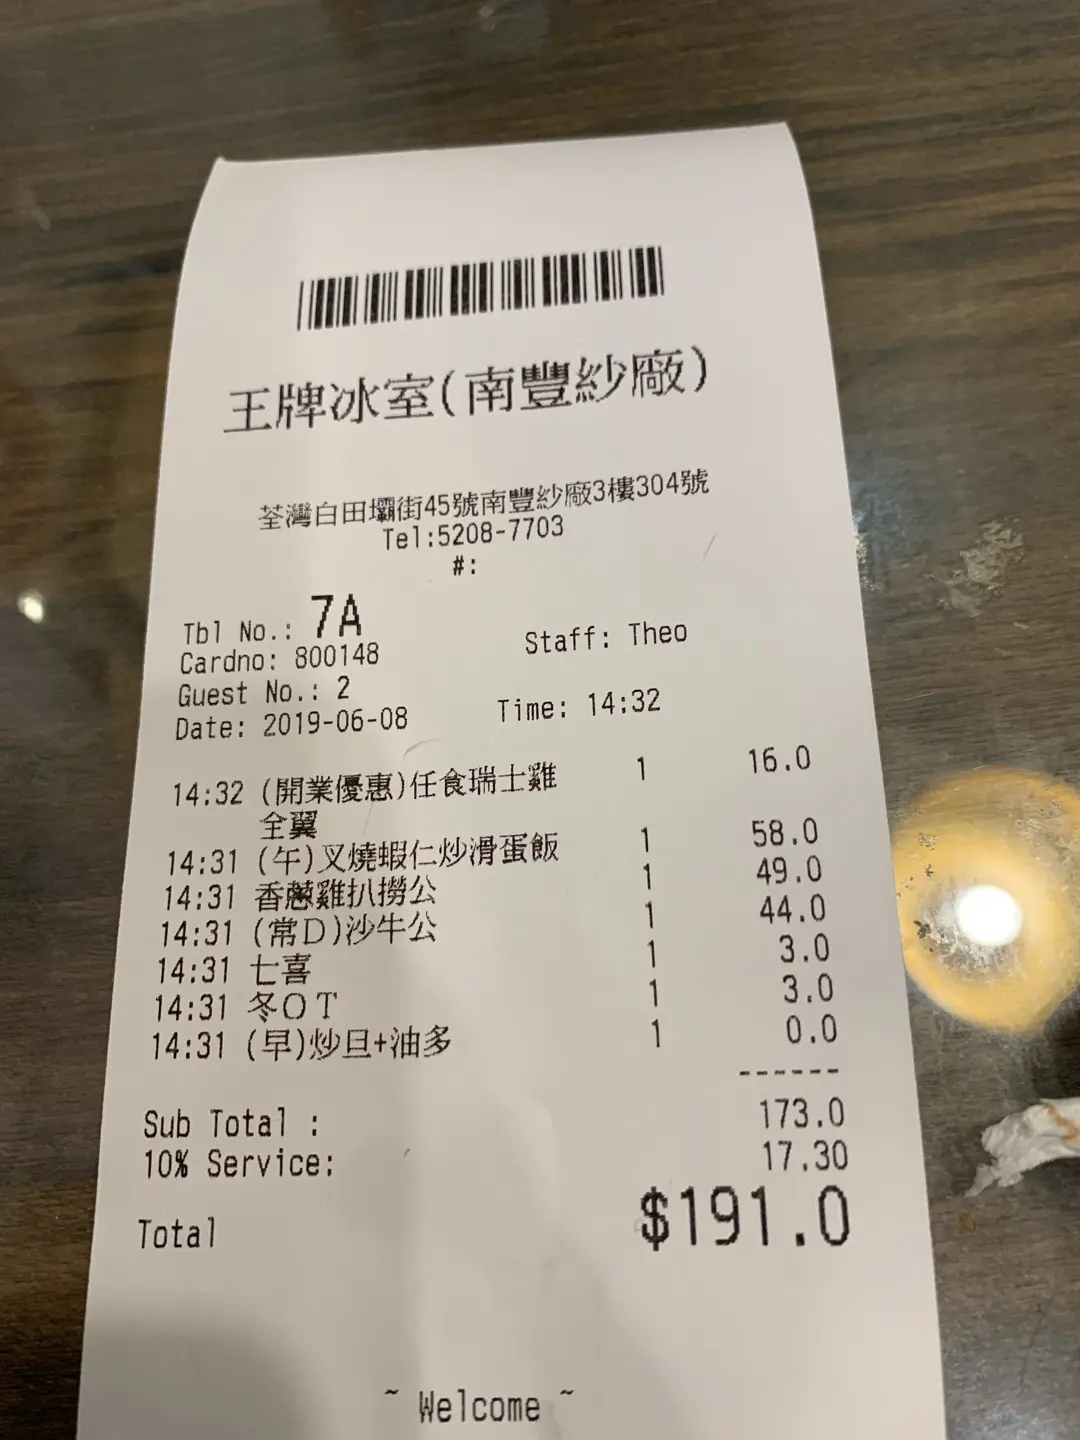 王牌冰室(南豐紗廠)
荃灣白田壩街45號南豐紗廠3樓304號
Tel:5208-7703
#:
Tbl No.: 7A
Cardno: 800148 Staff: Theo
Guest No.: 2
Date: 2019-06-08 Time: 14:32
14:32 (開業優惠)任食瑞士雞 1 16.0
全翼
14:31 (午)叉燒蝦仁炒滑蛋飯 1 58.0
14:31 香蔥雞扒撈公 1 49.0
14:31 (常D)沙牛公 1 44.0
14:31 七喜 1 3.0
14:31 冬OT 1 3.0
14:31 (早)炒旦+油多 1 0.0
------
Sub Total : 173.0
10% Service: 17.30
Total $191.0
~ Welcome ~